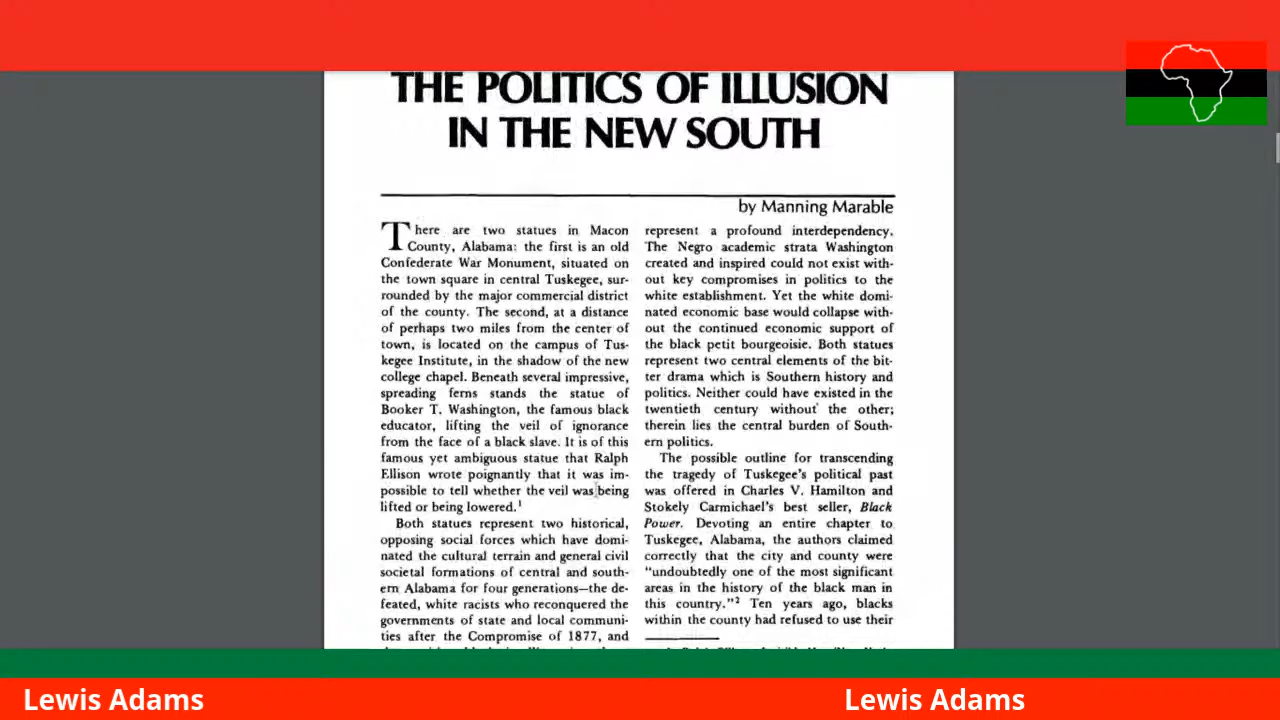 THE POLITICS OF ILLUSION
IN THE NEW SOUTH
by Manning Marable
There are two statues in Macon
County, Alabama: the first is an old
Confederate War Monument, situated on
the town square in central Tuskegee, sur-
rounded by the major commercial district
of the county. The second, at a distance
of perhaps two miles from the center of
town, is located on the campus of Tus-
kegee Institute, in the shadow of the new
college chapel. Beneath several impressive,
spreading ferns stands the statue of
Booker T. Washington, the famous black
educator, lifting the veil of ignorance
from the face of a black slave. It is of this
famous yet ambiguous statue that Ralph
Ellison wrote poignantly that it was im-
possible to tell whether the veil was being
lifted or being lowered.¹
Both statues represent two historical,
opposing social forces which have domi-
nated the cultural terrain and general civil
societal formations of central and south-
ern Alabama for four generations—the de-
feated, white racists who reconquered the
governments of state and local communi-
ties after the Compromise of 1877, and
represent a profound interdependency.
The Negro academic strata Washington
created and inspired could not exist with-
out key compromises in politics to the
white establishment. Yet the white domi-
nated economic base would collapse with-
out the continued economic support of
the black petit bourgeoisie. Both statues
represent two central elements of the bit-
ter drama which is Southern history and
politics. Neither could have existed in the
twentieth century without the other;
therein lies the central burden of South-
ern politics.
The possible outline for transcending
the tragedy of Tuskegee's political past
was offered in Charles V. Hamilton and
Stokely Carmichael's best seller, Black
Power. Devoting an entire chapter to
Tuskegee, Alabama, the authors claimed
correctly that the city and county were
"undoubtedly one of the most significant
areas in the history of the black man in
this country."² Ten years ago, blacks
within the county had refused to use their
Lewis Adams
Lewis Adams